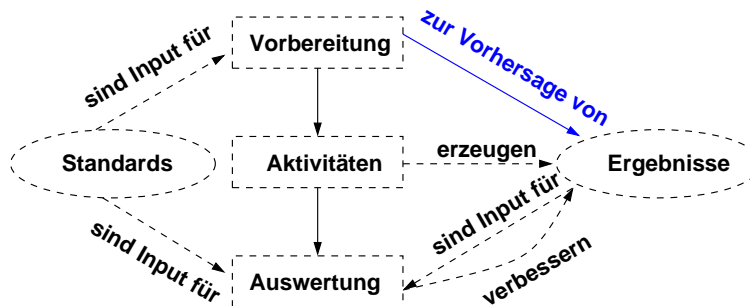 zur Vorhersage von
sind Input für
Vorbereitung
Standards
Aktivitäten
erzeugen
Ergebnisse
sind Input für
sind Input für
Auswertung
verbessern